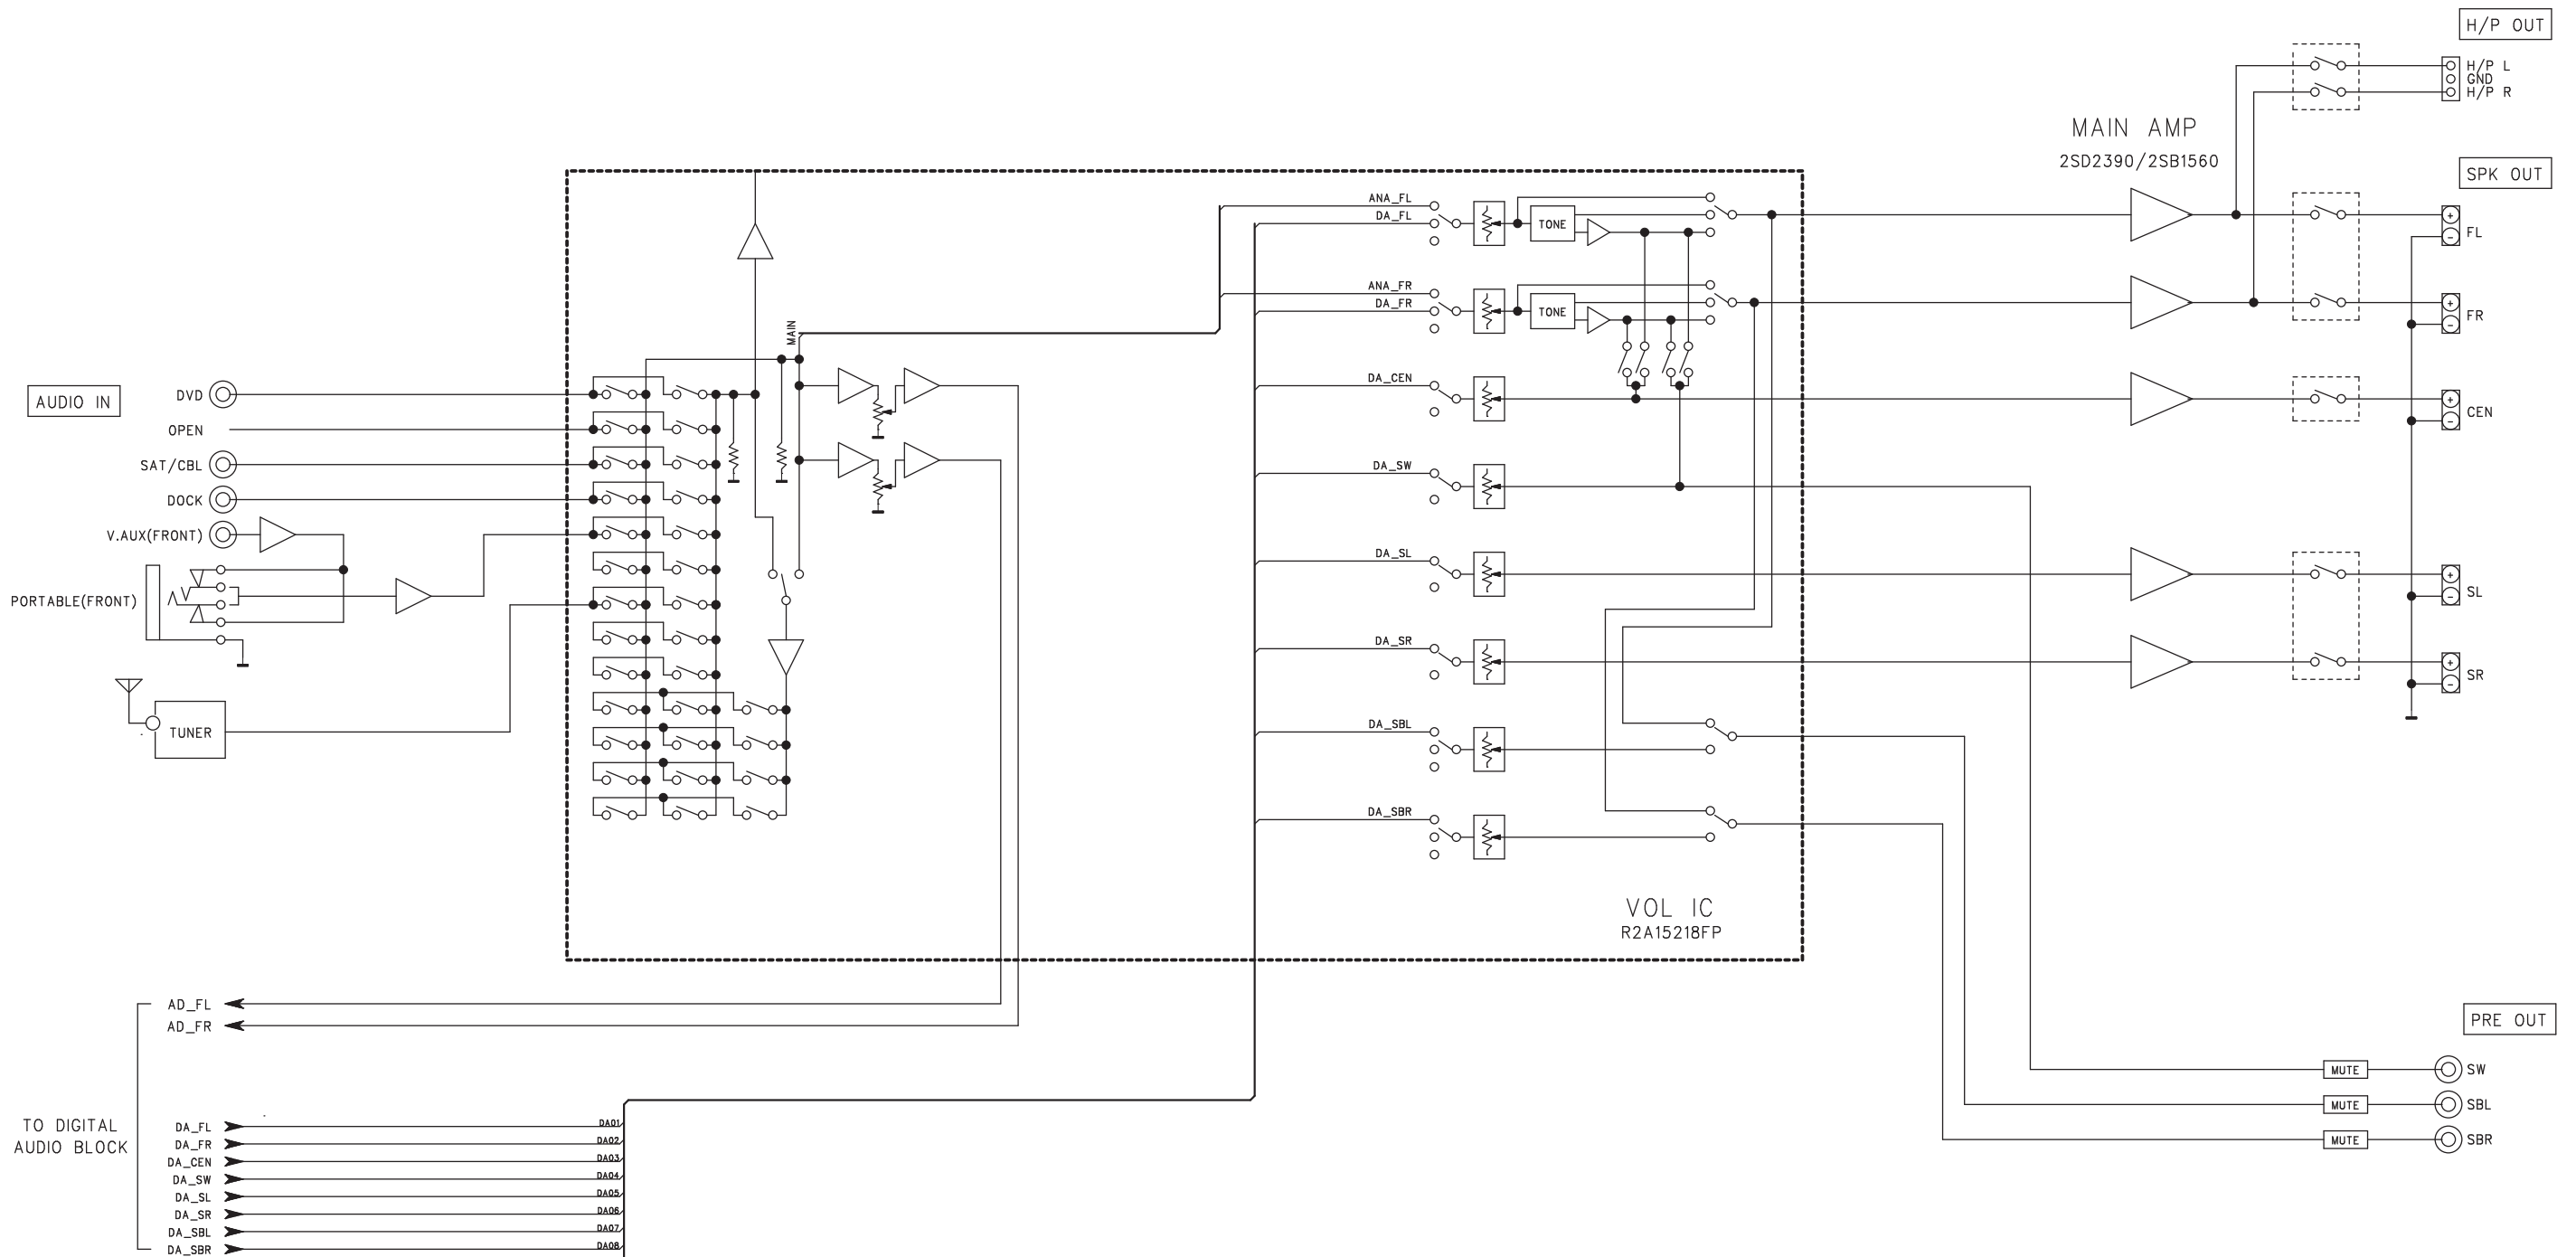 H/P OUT
H/P L
GND
H/P R
MAIN AMP
2SD2390/2SB1560
SPK OUT
ANA_FL
DA_FL
TONE
+
-
FL
ANA_FR
DA_FR
TONE
+
-
FR
MAIN
AUDIO IN
DVD
OPEN
SAT/CBL
DOCK
V.AUX(FRONT)
PORTABLE(FRONT)
TUNER
DA_CEN
+
-
CEN
DA_SW
DA_SL
+
-
SL
DA_SR
+
-
SR
DA_SBL
DA_SBR
VOL IC
R2A15218FP
AD_FL
AD_FR
PRE OUT
MUTE SW
MUTE SBL
MUTE SBR
TO DIGITAL
AUDIO BLOCK
DA_FL DA01
DA_FR DA02
DA_CEN DA03
DA_SW DA04
DA_SL DA05
DA_SR DA06
DA_SBL DA07
DA_SBR DA08